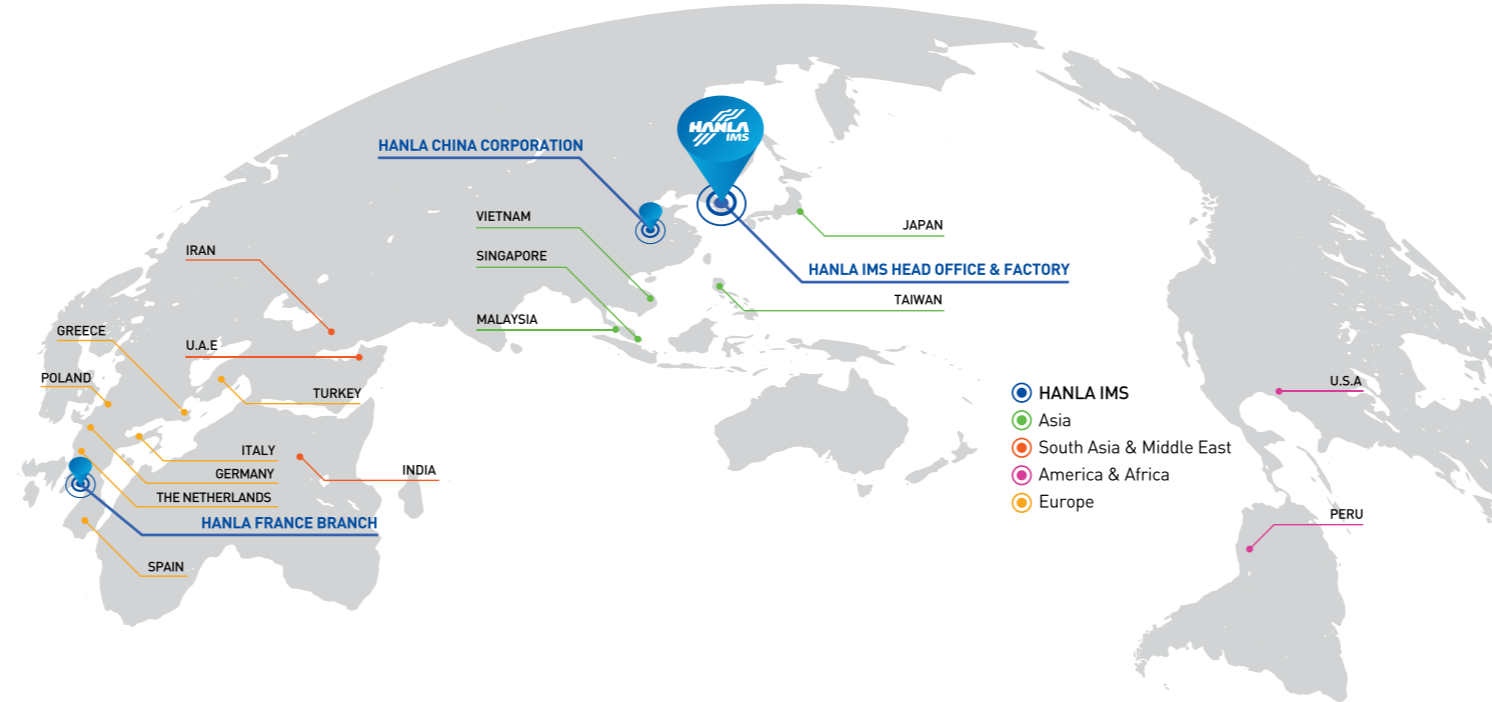 HANLA
IMS
HANLA CHINA CORPORATION
VIETNAM
JAPAN
IRAN
SINGAPORE
HANLA IMS HEAD OFFICE & FACTORY
TAIWAN
MALAYSIA
GREECE
U.A.E
POLAND
TURKEY
U.S.A
HANLA IMS
Asia
South Asia & Middle East
America & Africa
Europe
ITALY
INDIA
GERMANY
THE NETHERLANDS
HANLA FRANCE BRANCH
PERU
SPAIN